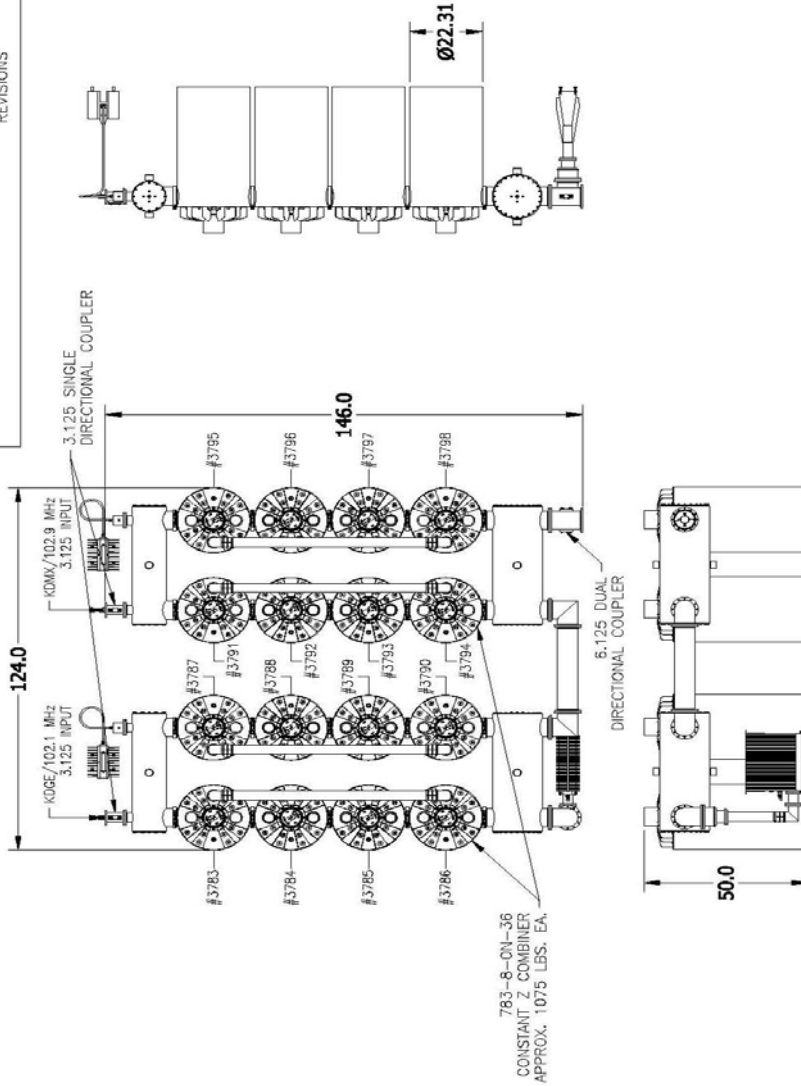 REVISIONS
Ø22.31
3.125 SINGLE
DIRECTIONAL COUPLER
124.0
146.0
KDGE/102.1 MHz
3.125 INPUT
KDMX/102.9 MHz
3.125 INPUT
#3783
#3784
#3785
#3786
#3787
#3788
#3789
#3790
#3791
#3792
#3793
#3794
#3795
#3796
#3797
#3798
783-8-0N-36
CONSTANT Z COMBINER
APPROX. 1075 LBS. EA.
6.125 DUAL
DIRECTIONAL COUPLER
50.0